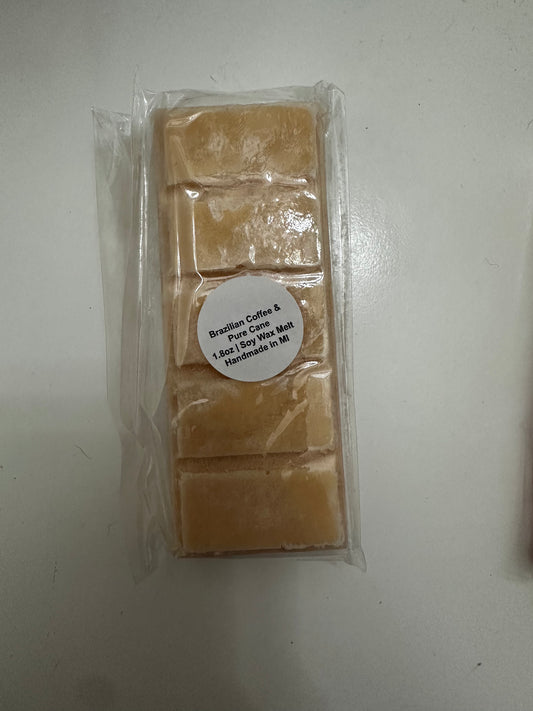 Brazilian Coffee &
Pure Cane
1.8oz | Soy Wax Melt
Handmade in MI